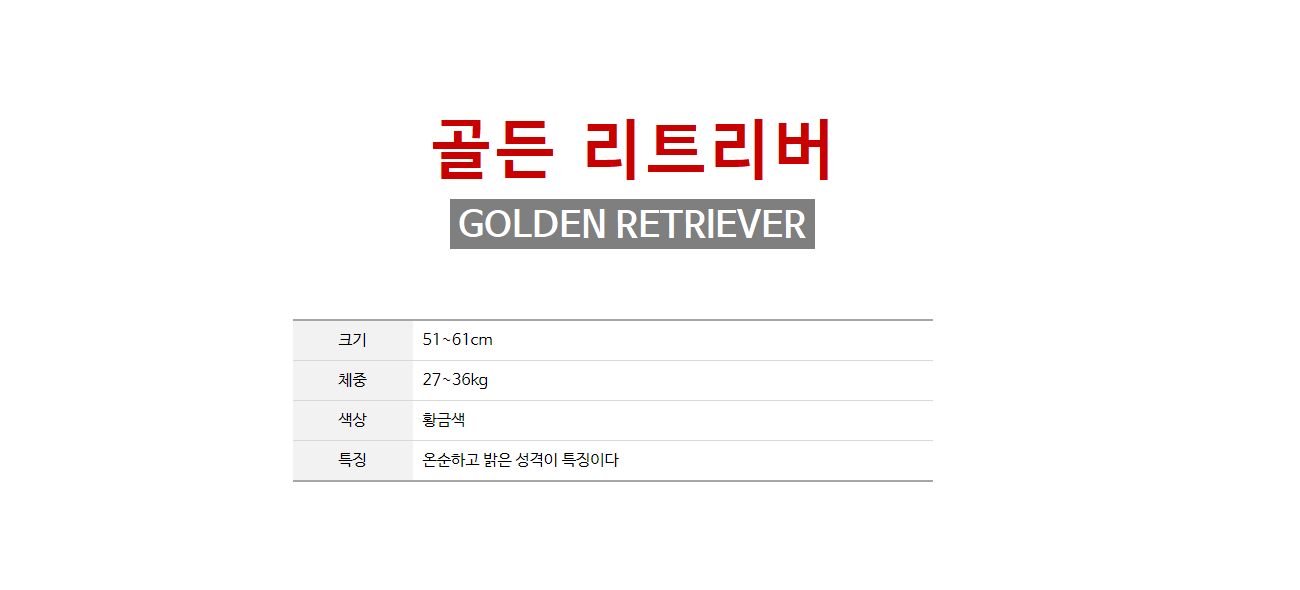 골든 리트리버
GOLDEN RETRIEVER
크기 51~61cm
체중 27~36kg
색상 황금색
특징 온순하고 밝은 성격이 특징이다